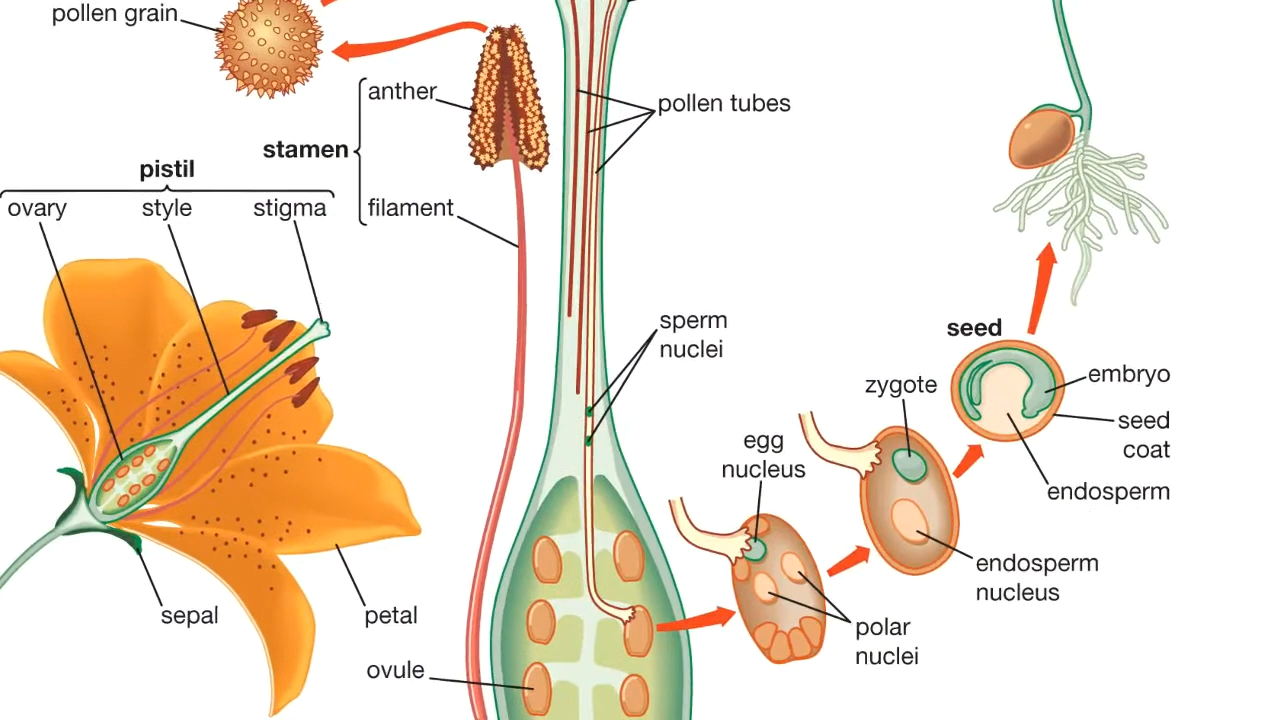 pollen grain
anther
pollen tubes
stamen
pistil
ovary
style
stigma
filament
sperm
nuclei
seed
embryo
zygote
seed
coat
egg
nucleus
endosperm
endosperm
nucleus
sepal
petal
polar
nuclei
ovule